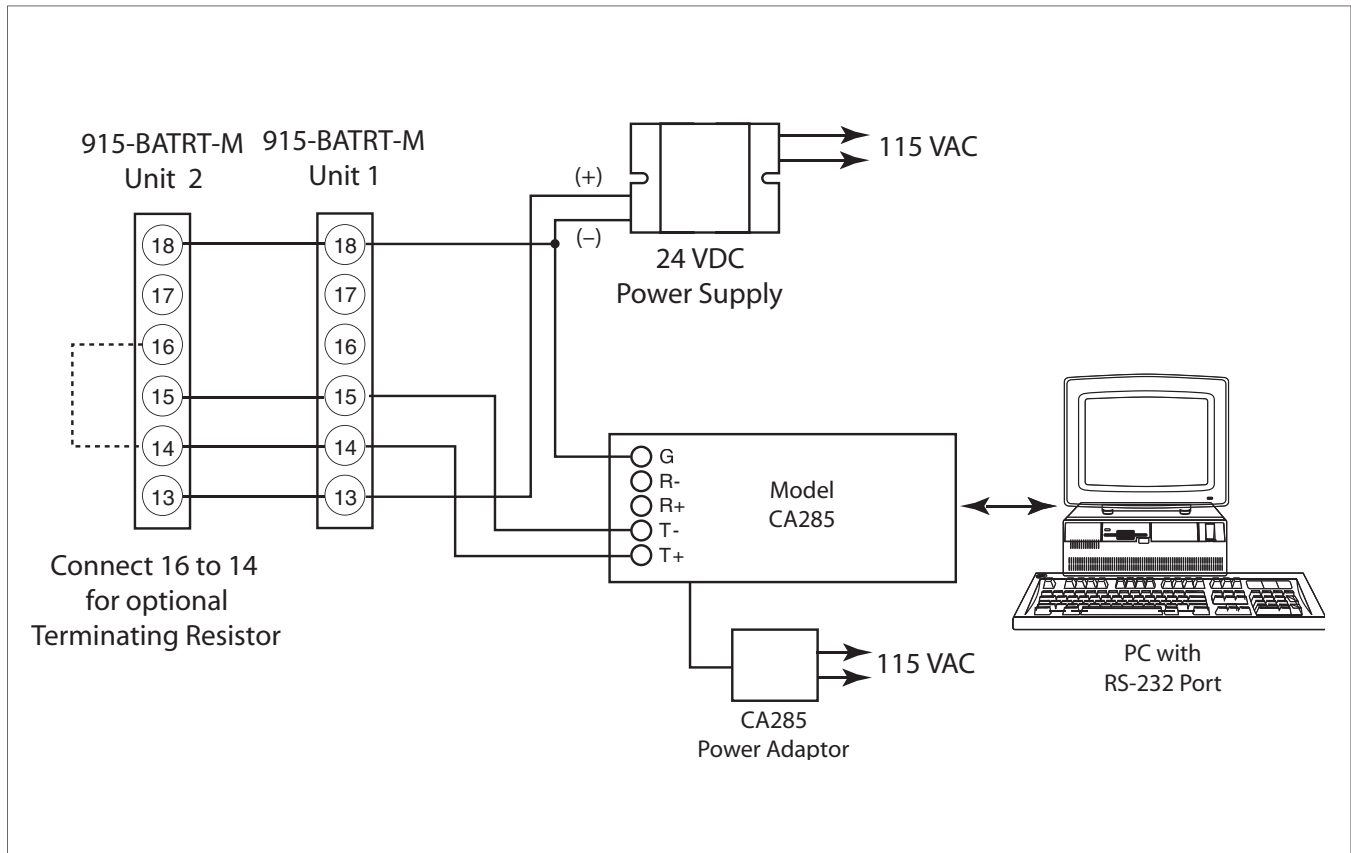 915-BATRT-M
Unit 2
915-BATRT-M
Unit 1
18
17
16
15
14
13
18
17
16
15
14
13
Connect 16 to 14
for optional
Terminating Resistor
(+)
(–)
115 VAC
24 VDC
Power Supply
G
R-
R+
T-
T+
Model
CA285
115 VAC
CA285
Power Adaptor
PC with
RS-232 Port